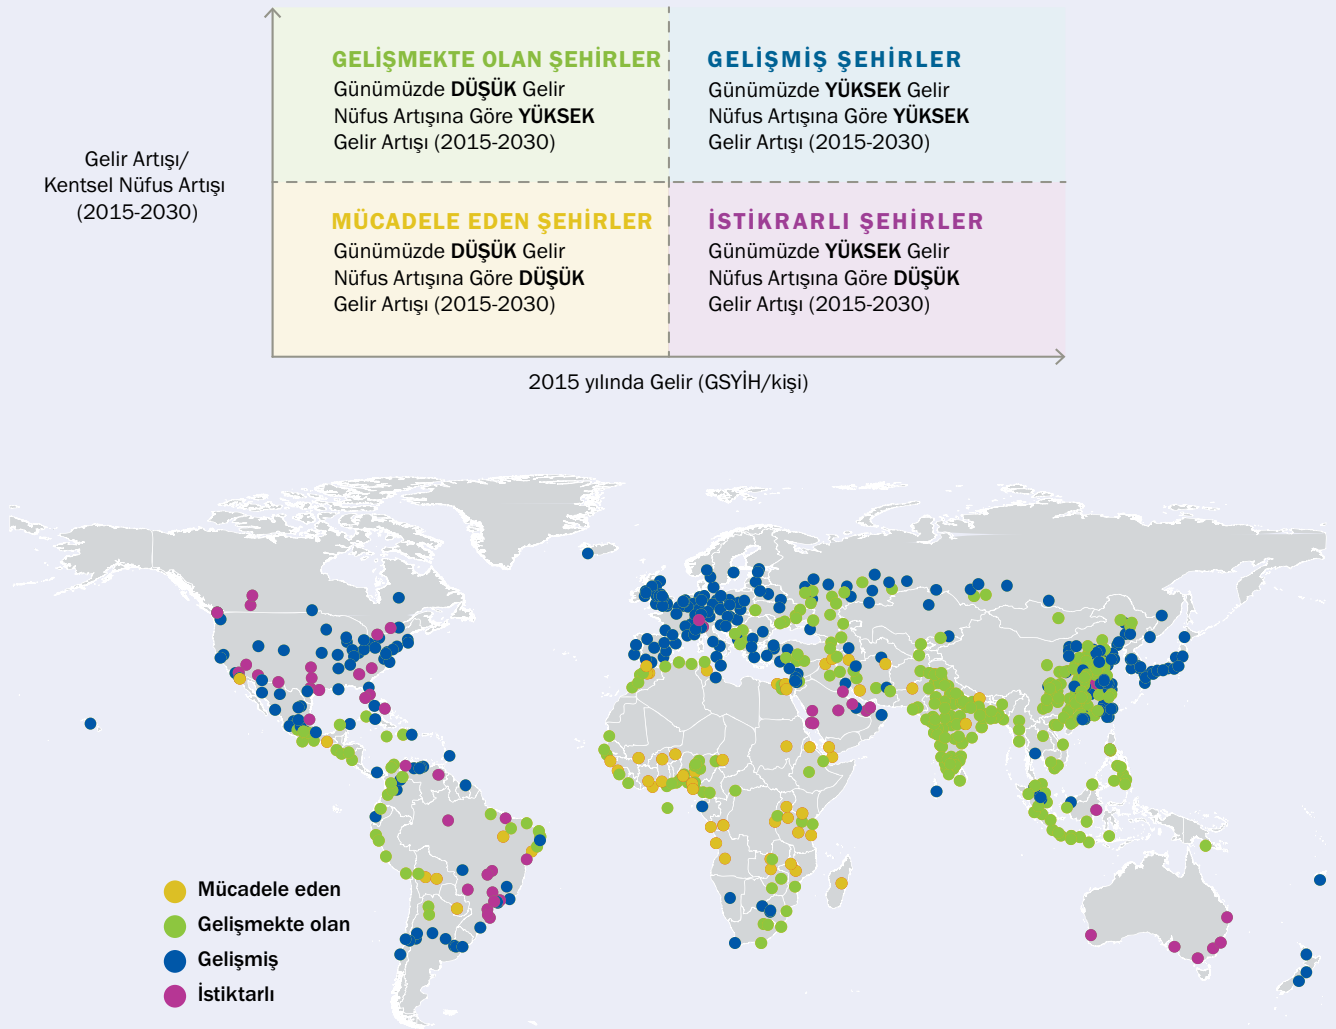 GELİŞMEKTE OLAN ŞEHİRLER
Günümüzde DÜŞÜK Gelir
Nüfus Artışına Göre YÜKSEK
Gelir Artışı (2015-2030)
GELİŞMİŞ ŞEHİRLER
Günümüzde YÜKSEK Gelir
Nüfus Artışına Göre YÜKSEK
Gelir Artışı (2015-2030)
Gelir Artışı/
Kentsel Nüfus Artışı
(2015-2030)
MÜCADELE EDEN ŞEHİRLER
Günümüzde DÜŞÜK Gelir
Nüfus Artışına Göre DÜŞÜK
Gelir Artışı (2015-2030)
İSTİKRARLI ŞEHİRLER
Günümüzde YÜKSEK Gelir
Nüfus Artışına Göre DÜŞÜK
Gelir Artışı (2015-2030)
2015 yılında Gelir (GSYİH/kişi)
Mücadele eden
Gelişmekte olan
Gelişmiş
İstiktarlı